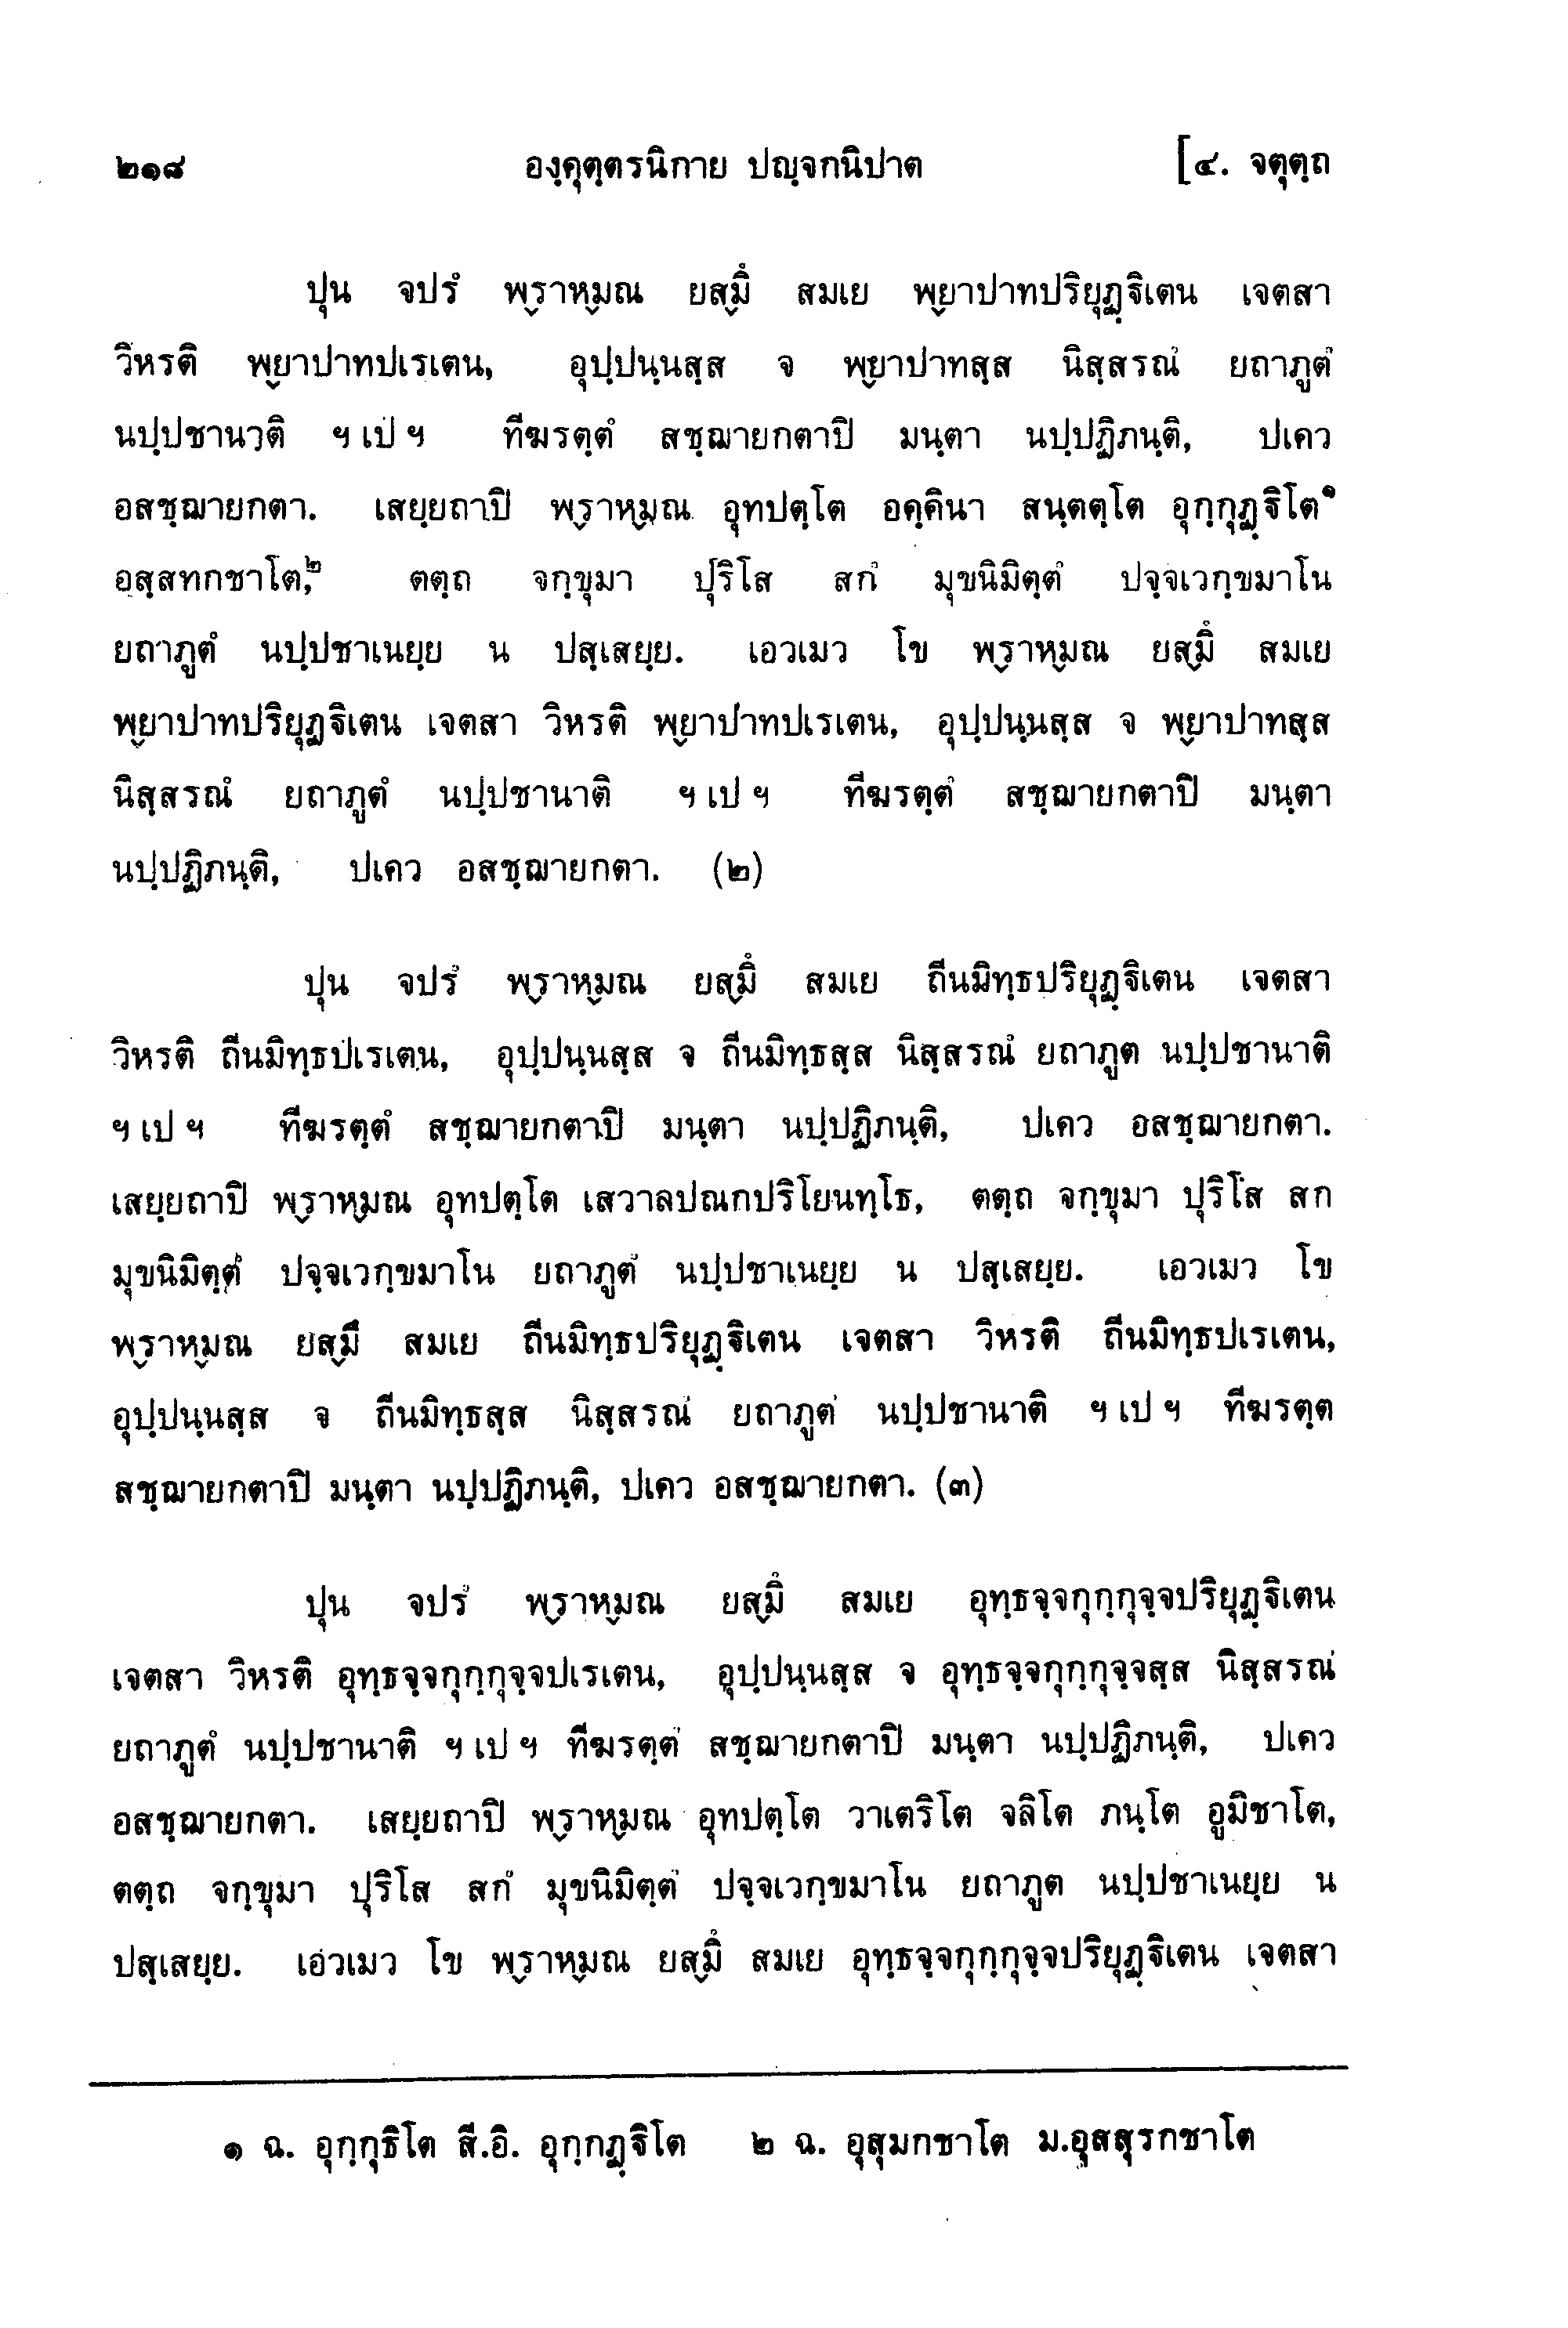 ๒๑๘ องฺคุตฺตรนิกาย ปญฺจกนิปาต [๔. จตุตฺถ
ปุน จปรํ พฺราหฺมณ ยสฺมึ สมเย พฺยาปาทปริยุฏฺฐิเตน เจตสา
วิหรติ พฺยาปาทปเรเตน, อุปฺปนฺนสฺส จ พฺยาปาทสฺส นิสฺสรณํ ยถาภูตํ
นปฺปชานาติ ฯ เป ฯ ทีฆรตฺตํ สชฺฌายกตาปิ มนฺตา นปฺปฏิภนฺติ, ปเคว
อสชฺฌายกตา. เสยฺยถาปิ พฺราหฺมณ อุทปตฺโต อคฺคินา สนฺตตฺโต อุกฺกุฏฺฐิโต๑
อสฺสทกชาโต,๒ ตตฺถ จกฺขุมา ปุริโส สกํ มุขนิมิตฺตํ ปจฺจเวกฺขมาโน
ยถาภูตํ นปฺปชาเนยฺย น ปสฺเสยฺย. เอวเมว โข พฺราหฺมณ ยสฺมึ สมเย
พฺยาปาทปริยุฏฺฐิเตน เจตสา วิหรติ พฺยาปาทปเรเตน, อุปฺปนฺนสฺส จ พฺยาปาทสฺส
นิสฺสรณํ ยถาภูตํ นปฺปชานาติ ฯ เป ฯ ทีฆรตฺตํ สชฺฌายกตาปิ มนฺตา
นปฺปฏิภนฺติ, ปเคว อสชฺฌายกตา. (๒)
ปุน จปรํ พฺราหฺมณ ยสฺมึ สมเย ถีนมิทฺธปริยุฏฺฐิเตน เจตสา
วิหรติ ถีนมิทฺธปเรเตน, อุปฺปนฺนสฺส จ ถีนมิทฺธสฺส นิสฺสรณํ ยถาภูต นปฺปชานาติ
ฯ เป ฯ ทีฆรตฺตํ สชฺฌายกตาปิ มนฺตา นปฺปฏิภนฺติ, ปเคว อสชฺฌายกตา.
เสยฺยถาปิ พฺราหฺมณ อุทปตฺโต เสวาลปณกปริโยนทฺโธ, ตตฺถ จกฺขุมา ปุริโส สก
มุขนิมิตฺตํ ปจฺจเวกฺขมาโน ยถาภูตํ นปฺปชาเนยฺย น ปสฺเสยฺย. เอวเมว โข
พฺราหฺมณ ยสฺมึ สมเย ถีนมิทฺธปริยุฏฺฐิเตน เจตสา วิหรติ ถีนมิทฺธปเรเตน,
อุปฺปนฺนสฺส จ ถีนมิทฺธสฺส นิสฺสรณํ ยถาภูตํ นปฺปชานาติ ฯ เป ฯ ทีฆรตฺต
สชฺฌายกตาปิ มนฺตา นปฺปฏิภนฺติ, ปเคว อสชฺฌายกตา. (๓)
ปุน จปรํ พฺราหฺมณ ยสฺมึ สมเย อุทฺธจฺจกุกฺกุจฺจปริยุฏฺฐิเตน
เจตสา วิหรติ อุทฺธจฺจกุกฺกุจฺจปเรเตน, อุปฺปนฺนสฺส จ อุทฺธจฺจกุกฺกุจฺจสฺส นิสฺสรณํ
ยถาภูตํ นปฺปชานาติ ฯ เป ฯ ทีฆรตฺตํ สชฺฌายกตาปิ มนฺตา นปฺปฏิภนฺติ, ปเคว
อสชฺฌายกตา. เสยฺยถาปิ พฺราหฺมณ อุทปตฺโต วาเตริโต จลิโต ภนฺโต อูมิชาโต,
ตตฺถ จกฺขุมา ปุริโส สกํ มุขนิมิตฺตํ ปจฺจเวกฺขมาโน ยถาภูต นปฺปชาเนยฺย น
ปสฺเสยฺย. เอวเมว โข พฺราหฺมณ ยสฺมึ สมเย อุทฺธจฺจกุกฺกุจฺจปริยุฏฺฐิเตน เจตสา
๑ ฉ. อุกฺกุธิโต สี.อิ. อุกฺกฏฺฐิโต ๒ ฉ. อุสุมกชาโต ม.อุสสุรกชาโต